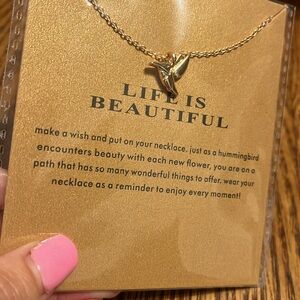 LIFE IS
BEAUTIFUL
make a wish and put on your necklace. just as a hummingbird
encounters beauty with each new flower, you are on a
path that has so many wonderful things to offer. wear your
necklace as a reminder to enjoy every moment!